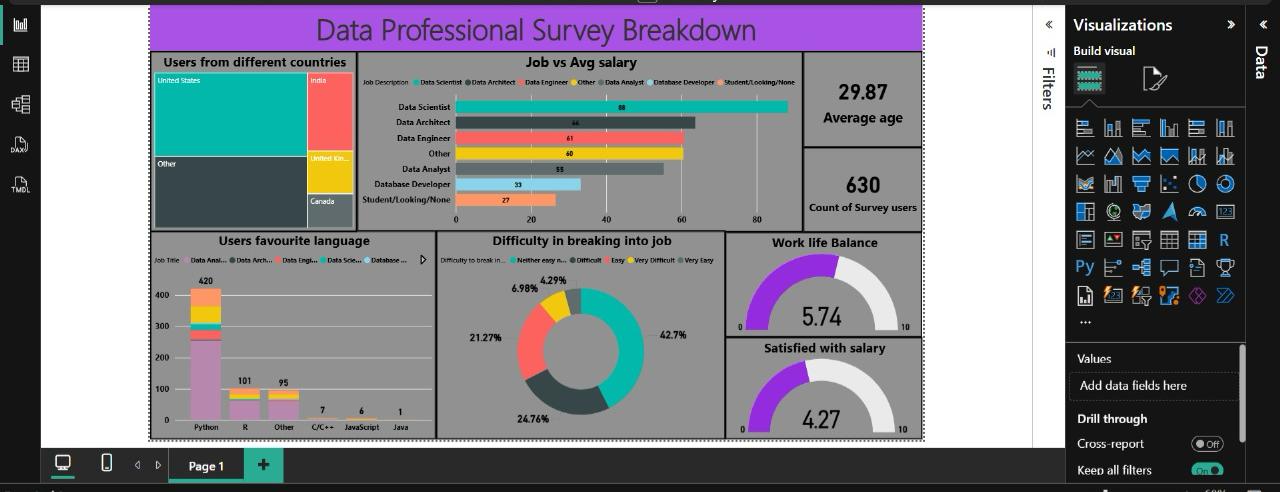 Data Professional Survey Breakdown
Users from different countries
United States
India
Other
United Kin...
Canada
Job vs Avg salary
Job Description Data Scientist Data Architect Data Engineer Other Data Analyst Database Developer Student/Looking/None
Data Scientist 88
Data Architect 66
Data Engineer 61
Other 60
Data Analyst 55
Database Developer 33
Student/Looking/None 27
0 20 40 60 80
29.87
Average age
630
Count of Survey users
Users favourite language
Job Title Data Anal... Data Arch... Data Engi... Data Scie... Database ...
420
400
300
200
101 95
100
7 6 1
0
Python R Other C/C++ JavaScript Java
Difficulty in breaking into job
Difficulty to break in... Neither easy n... Difficult Easy Very Difficult Very Easy
4.29%
6.98%
42.7%
21.27%
24.76%
Work life Balance
5.74
0 10
Satisfied with salary
4.27
0 10
Page 1
Filters
Visualizations
Build visual
R
Py
123
...
Values
Add data fields here
Drill through
Cross-report Off
Keep all filters On
Data
DAX
TMDL